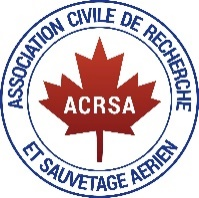 ASSOCIATION CIVILE DE RECHERCHE
ACRSA
ET SAUVETAGE AERIEN